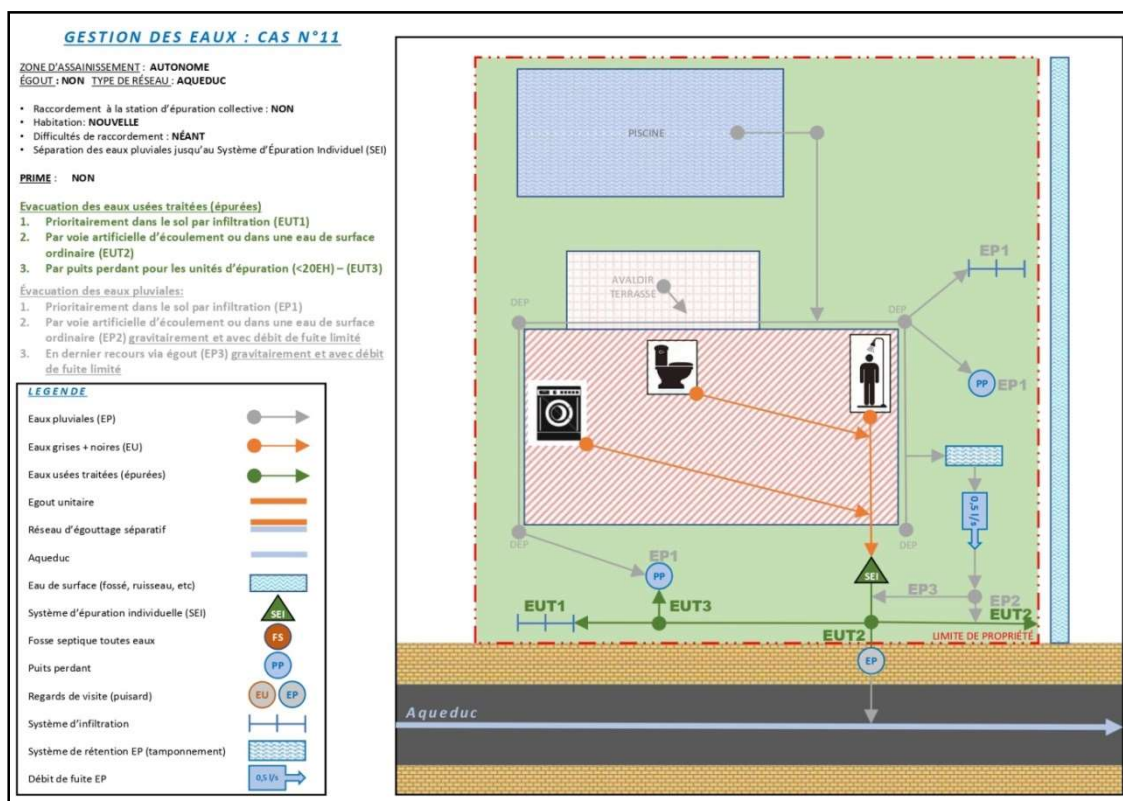 GESTION DES EAUX : CAS N°11
ZONE D'ASSAINISSEMENT : AUTONOME
ÉGOUT : NON TYPE DE RÉSEAU : AQUEDUC
• Raccordement à la station d'épuration collective : NON
• Habitation: NOUVELLE
• Difficultés de raccordement : NÉANT
• Séparation des eaux pluviales jusqu'au Système d'Épuration Individuel (SEI)
PRIME : NON
Evacuation des eaux usées traitées (épurées)
1. Prioritairement dans le sol par infiltration (EUT1)
2. Par voie artificielle d'écoulement ou dans une eau de surface
ordinaire (EUT2)
3. Par puits perdant pour les unités d'épuration (<20EH) – (EUT3)
Évacuation des eaux pluviales:
1. Prioritairement dans le sol par infiltration (EP1)
2. Par voie artificielle d'écoulement ou dans une eau de surface
ordinaire (EP2) gravitairement et avec débit de fuite limité
3. En dernier recours via égout (EP3) gravitairement et avec débit
de fuite limité
LEGENDE
Eaux pluviales (EP)
Eaux grises + noires (EU)
Eaux usées traitées (épurées)
Egout unitaire
Réseau d'égouttage séparatif
Aqueduc
Eau de surface (fossé, ruisseau, etc)
Système d'épuration individuelle (SEI)
SEI
Fosse septique toutes eaux
FS
Puits perdant
PP
Regards de visite (puisard)
EU EP
Système d'infiltration
Système de rétention EP (tamponnement)
Débit de fuite EP
0,5 l/s
PISCINE
AVALOIR
TERRASSE
DEP
DEP
EP1
PP EP1
0,5 l/s
DEP
DEP
EP1
PP
SEI
EP3
EP2
EUT1
EUT3
EUT2
EUT2
LIMITE DE PROPRIÉTÉ
EP
Aqueduc